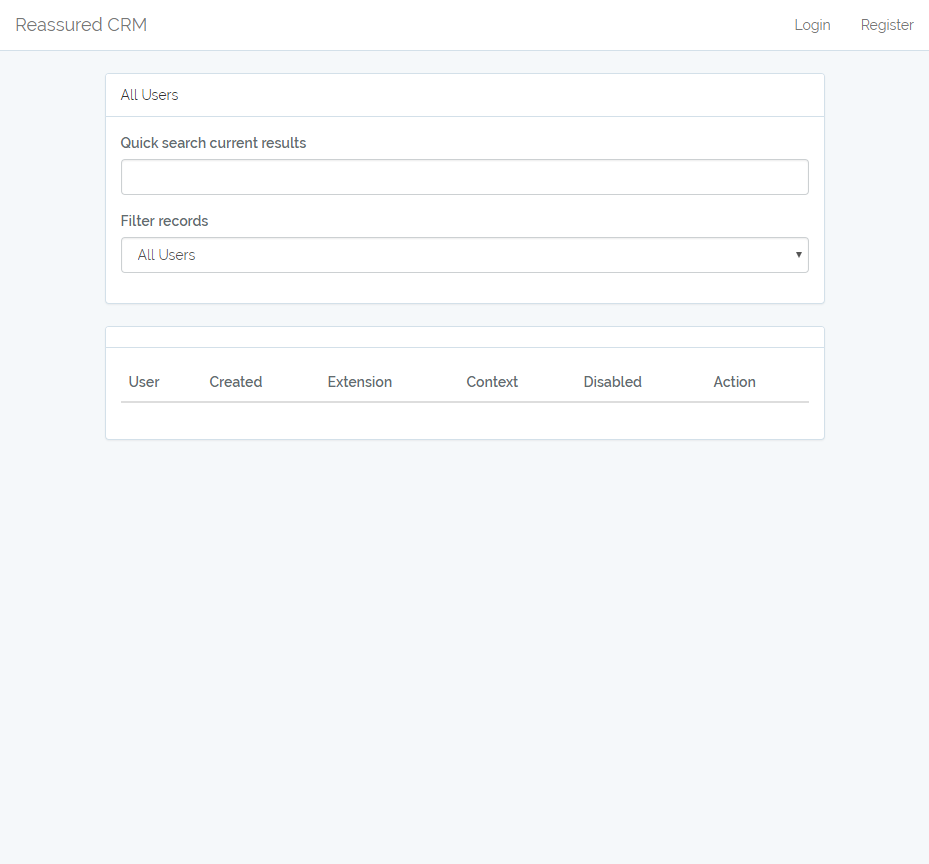 Reassured CRM Login Register
All Users
Quick search current results
Filter records
All Users
User Created Extension Context Disabled Action